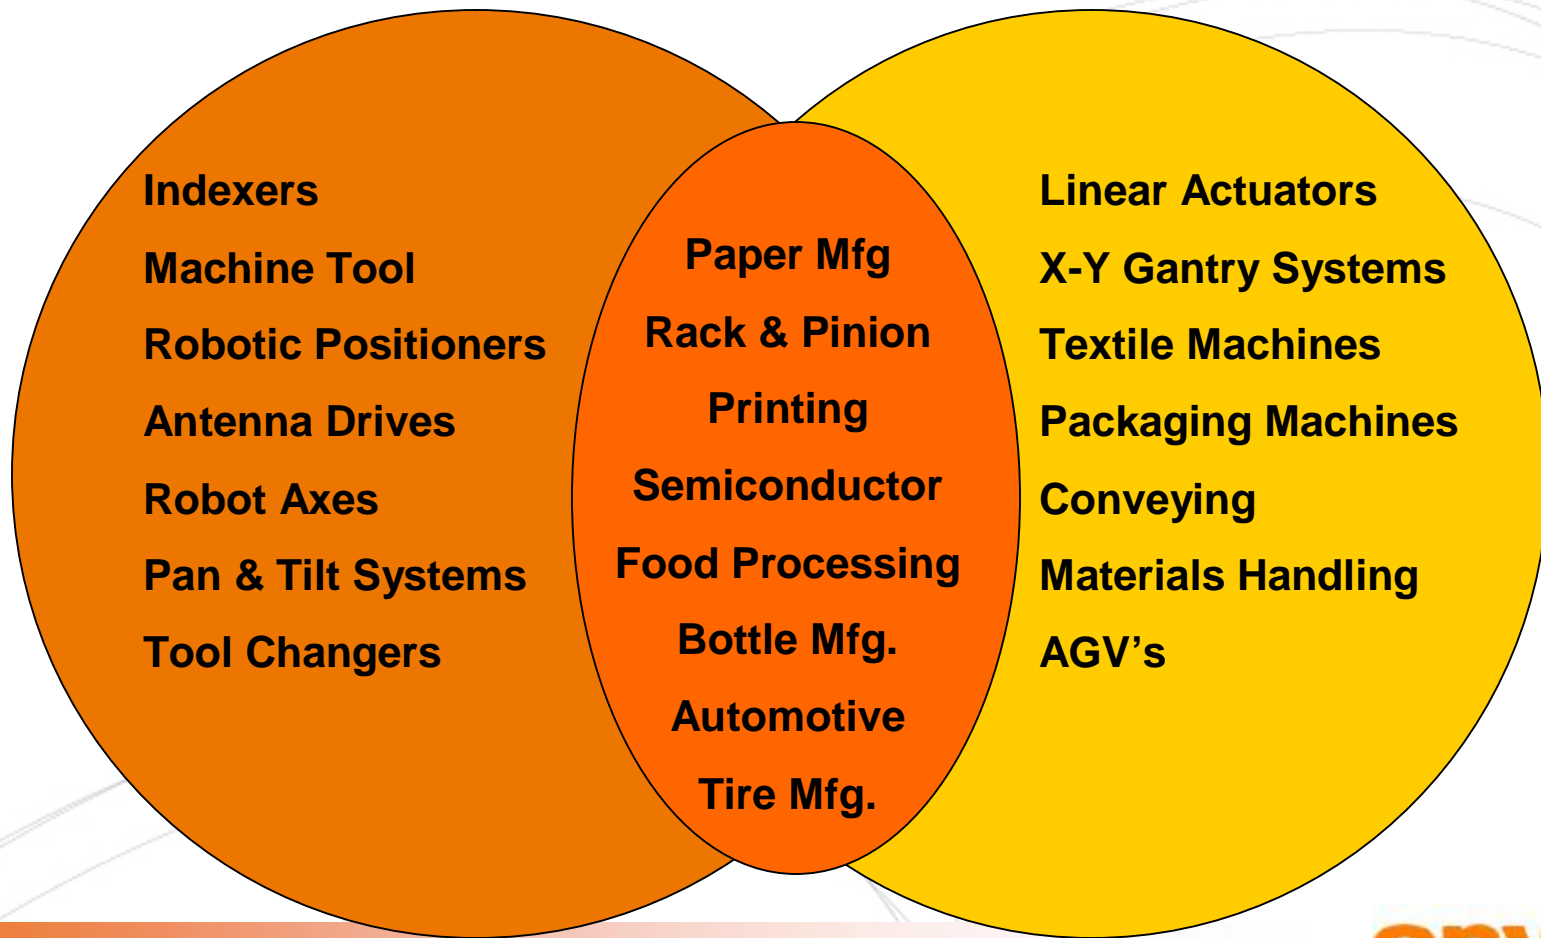 Indexers
Machine Tool
Robotic Positioners
Antenna Drives
Robot Axes
Pan & Tilt Systems
Tool Changers
Paper Mfg
Rack & Pinion
Printing
Semiconductor
Food Processing
Bottle Mfg.
Automotive
Tire Mfg.
Linear Actuators
X-Y Gantry Systems
Textile Machines
Packaging Machines
Conveying
Materials Handling
AGV’s